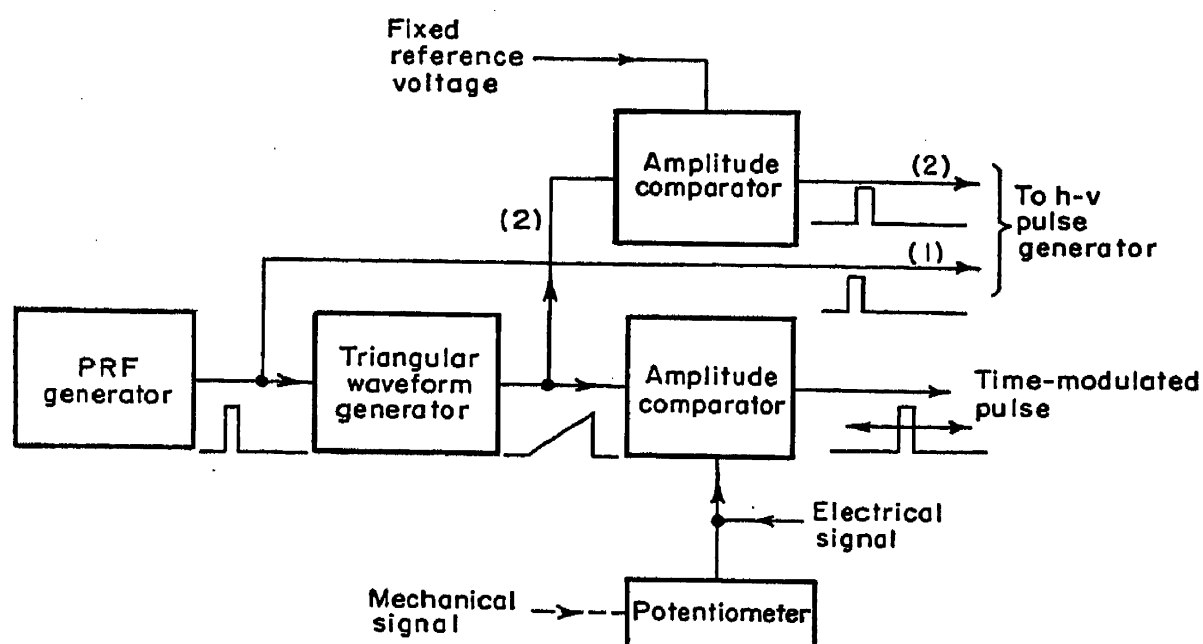 Fixed
reference
voltage
Amplitude
comparator
(2)
To h-v
pulse
generator
(2)
(1)
PRF
generator
Triangular
waveform
generator
Amplitude
comparator
Time-modulated
pulse
Electrical
signal
Mechanical
signal
Potentiometer